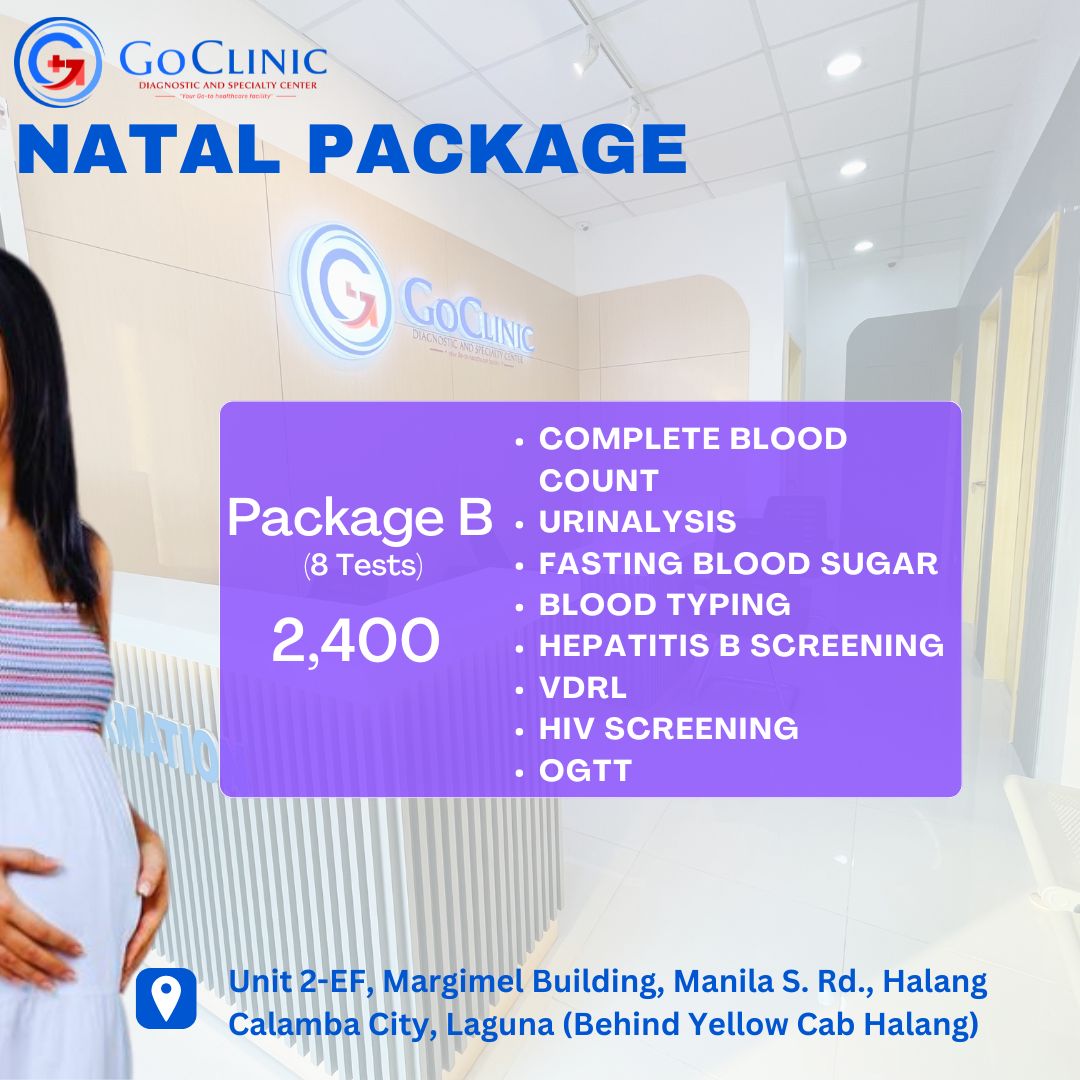 GOCLINIC
DIAGNOSTIC AND SPECIALTY CENTER
"Your Go-to healthcare facility"
NATAL PACKAGE
GOCLINIC
DIAGNOSTIC AND SPECIALTY CENTER
Package B
(8 Tests)
2,400
• COMPLETE BLOOD
COUNT
• URINALYSIS
• FASTING BLOOD SUGAR
• BLOOD TYPING
• HEPATITIS B SCREENING
• VDRL
• HIV SCREENING
• OGTT
RMATIO
Unit 2-EF, Margimel Building, Manila S. Rd., Halang
Calamba City, Laguna (Behind Yellow Cab Halang)